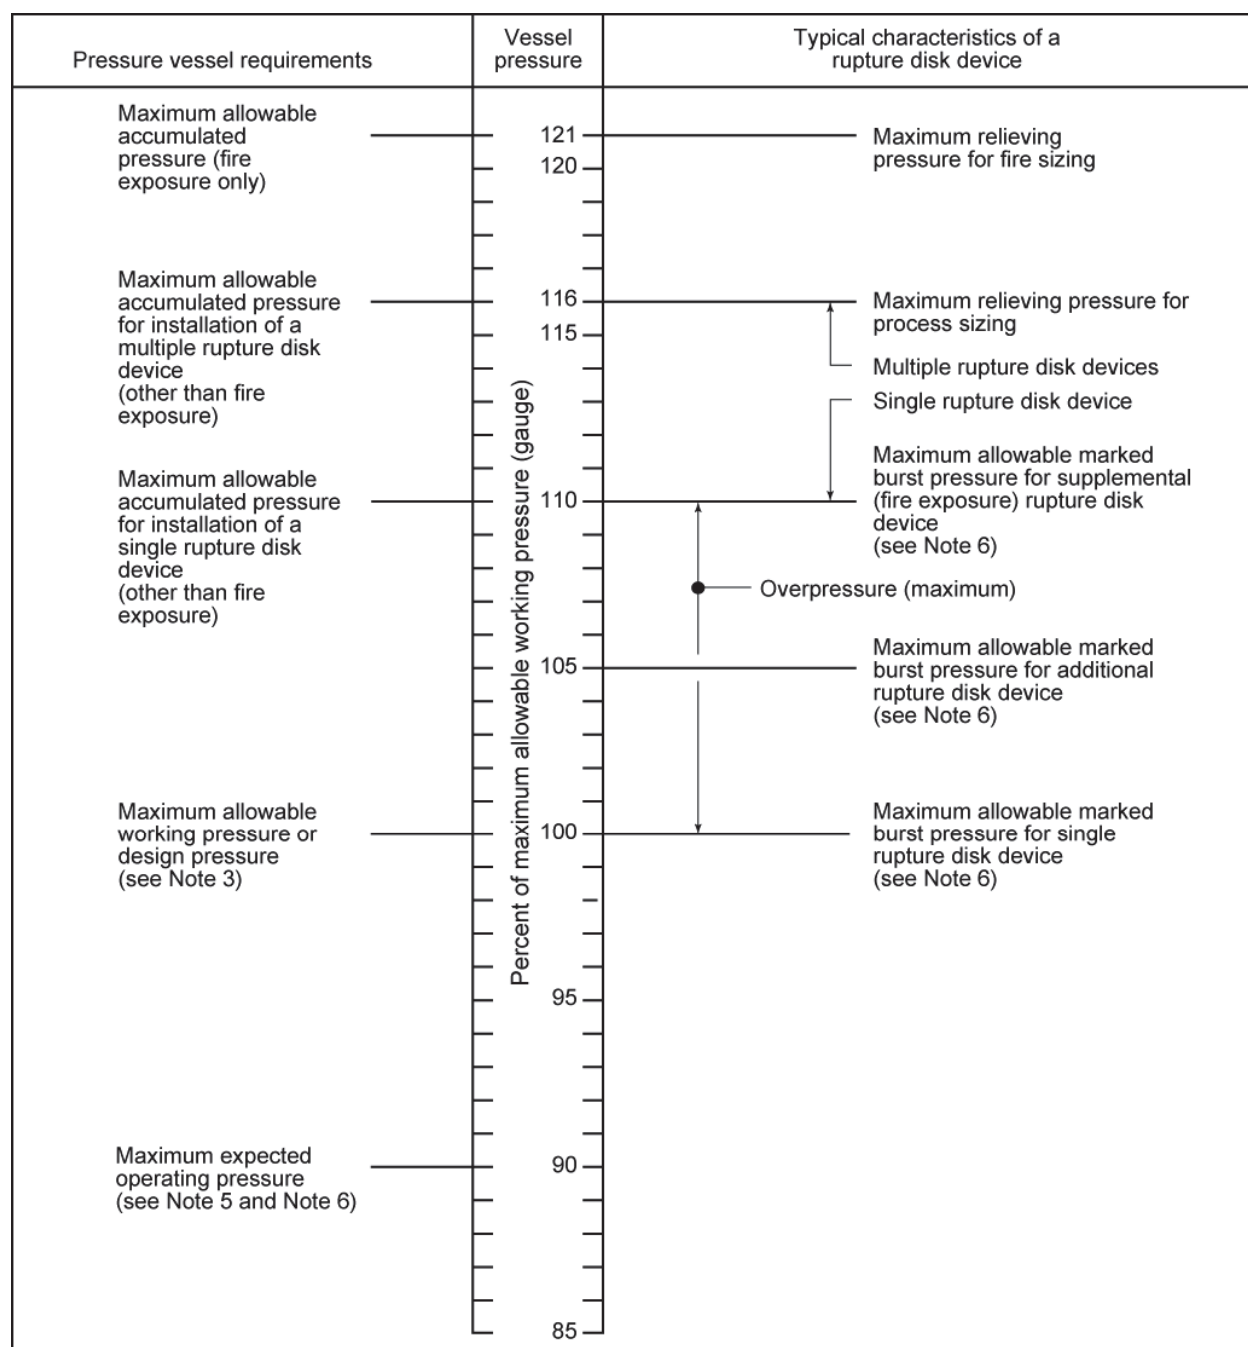 Pressure vessel requirements
Vessel
pressure
Typical characteristics of a
rupture disk device
Maximum allowable
accumulated
pressure (fire
exposure only)
Maximum allowable
accumulated pressure
for installation of a
multiple rupture disk
device
(other than fire
exposure)
Maximum allowable
accumulated pressure
for installation of a
single rupture disk
device
(other than fire
exposure)
Maximum allowable
working pressure or
design pressure
(see Note 3)
Maximum expected
operating pressure
(see Note 5 and Note 6)
Percent of maximum allowable working pressure (gauge)
121
120
116
115
110
105
100
95
90
85
Maximum relieving
pressure for fire sizing
Maximum relieving pressure for
process sizing
Multiple rupture disk devices
Single rupture disk device
Maximum allowable marked
burst pressure for supplemental
(fire exposure) rupture disk
device
(see Note 6)
Overpressure (maximum)
Maximum allowable marked
burst pressure for additional
rupture disk device
(see Note 6)
Maximum allowable marked
burst pressure for single
rupture disk device
(see Note 6)